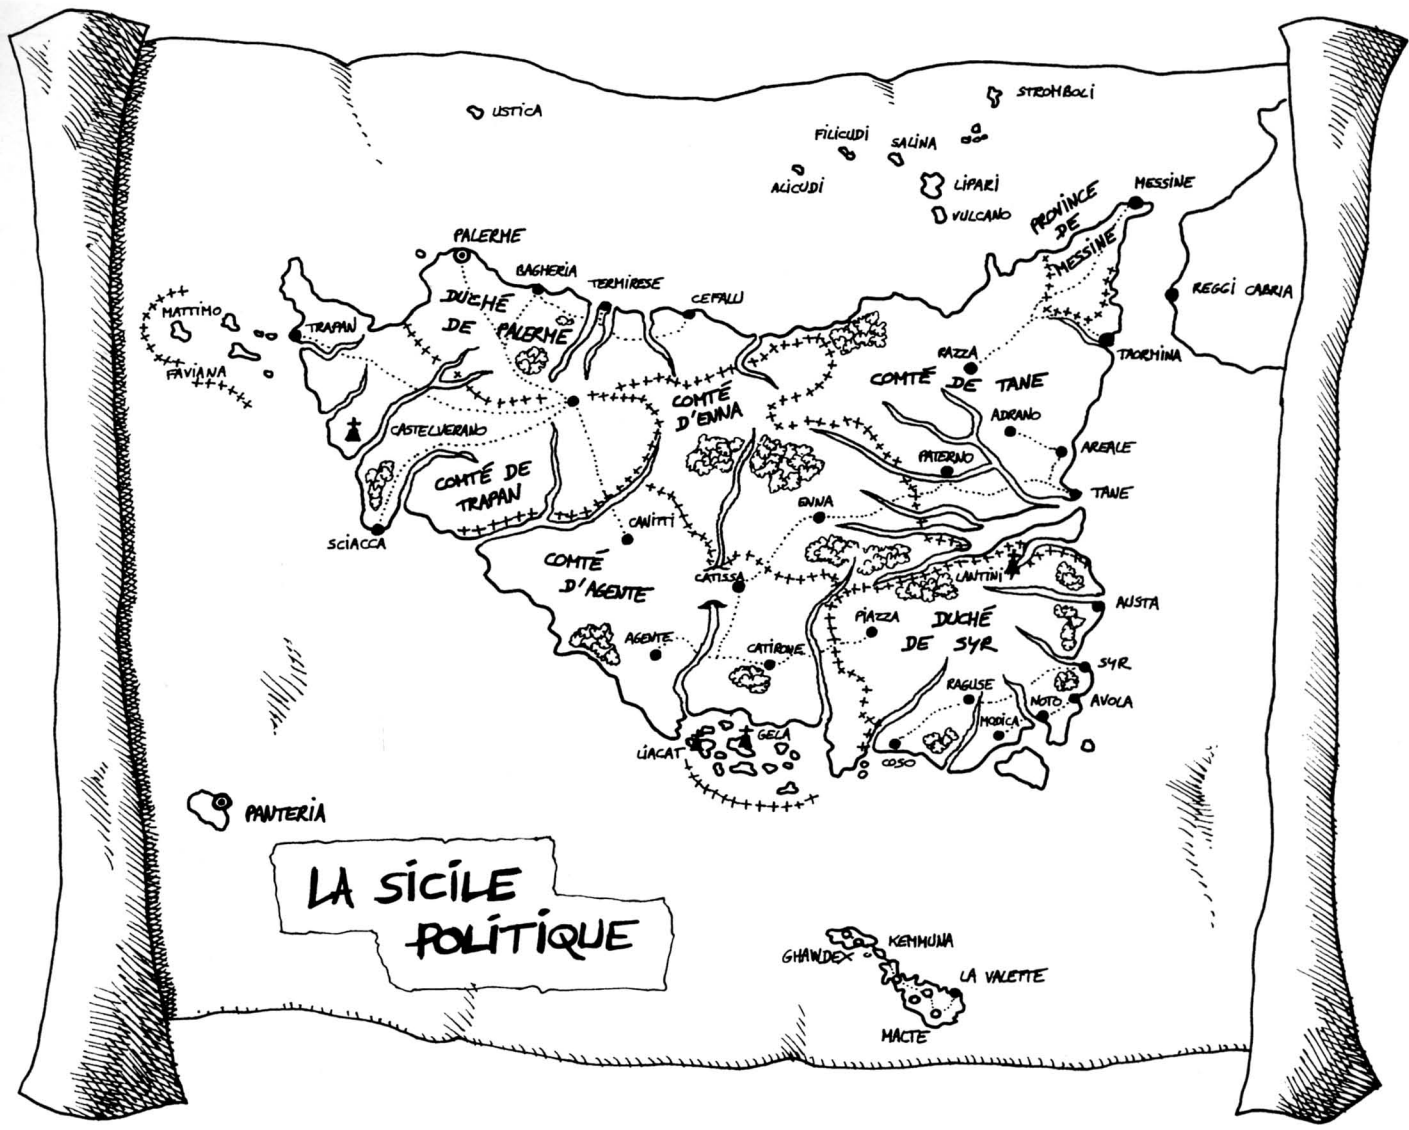 USTICA
STROMBOLI
FILICUDI
SALINA
ALICUDI
LIPARI
VULCANO
MESSINE
PROVINCE
DE
MESSINE
REGGI CABRIA
TAORMINA
PALERME
BAGHERIA
TERMIRESE
CEFALU
DUCHÉ
DE PALERME
MATTIMO
FAVIANA
TRAPAN
RAZZA
COMTÉ DE TANE
ADRANO
AREALE
PATERNO
TANE
COMTÉ
D'ENNA
CASTELVERANO
COMTÉ DE
TRAPAN
SCIACCA
ENNA
CANITTI
COMTÉ
D'AGENTE
CATISSA
LANTINI
AUSTA
PIAZZA
DUCHÉ
DE SYR
AGENTE
CATIRONE
SYR
RAGUSE
NOTO
AVOLA
MODICA
LIACAT
GELA
COSO
PANTERIA
LA SICILE
POLITIQUE
KEMMUNA
GHAWDEX
LA VALETTE
MALTE